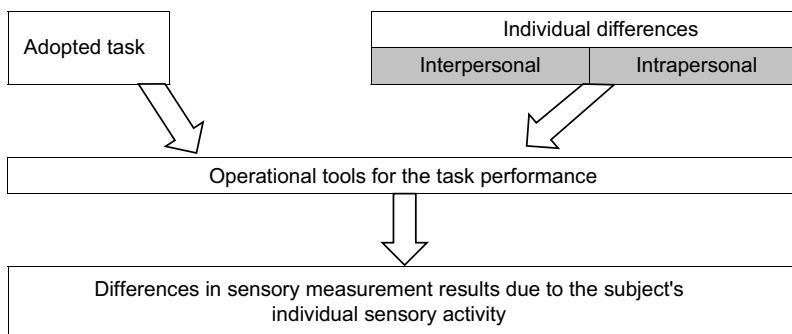 Adopted task
Individual differences
Interpersonal
Intrapersonal
Operational tools for the task performance
Differences in sensory measurement results due to the subject's
individual sensory activity